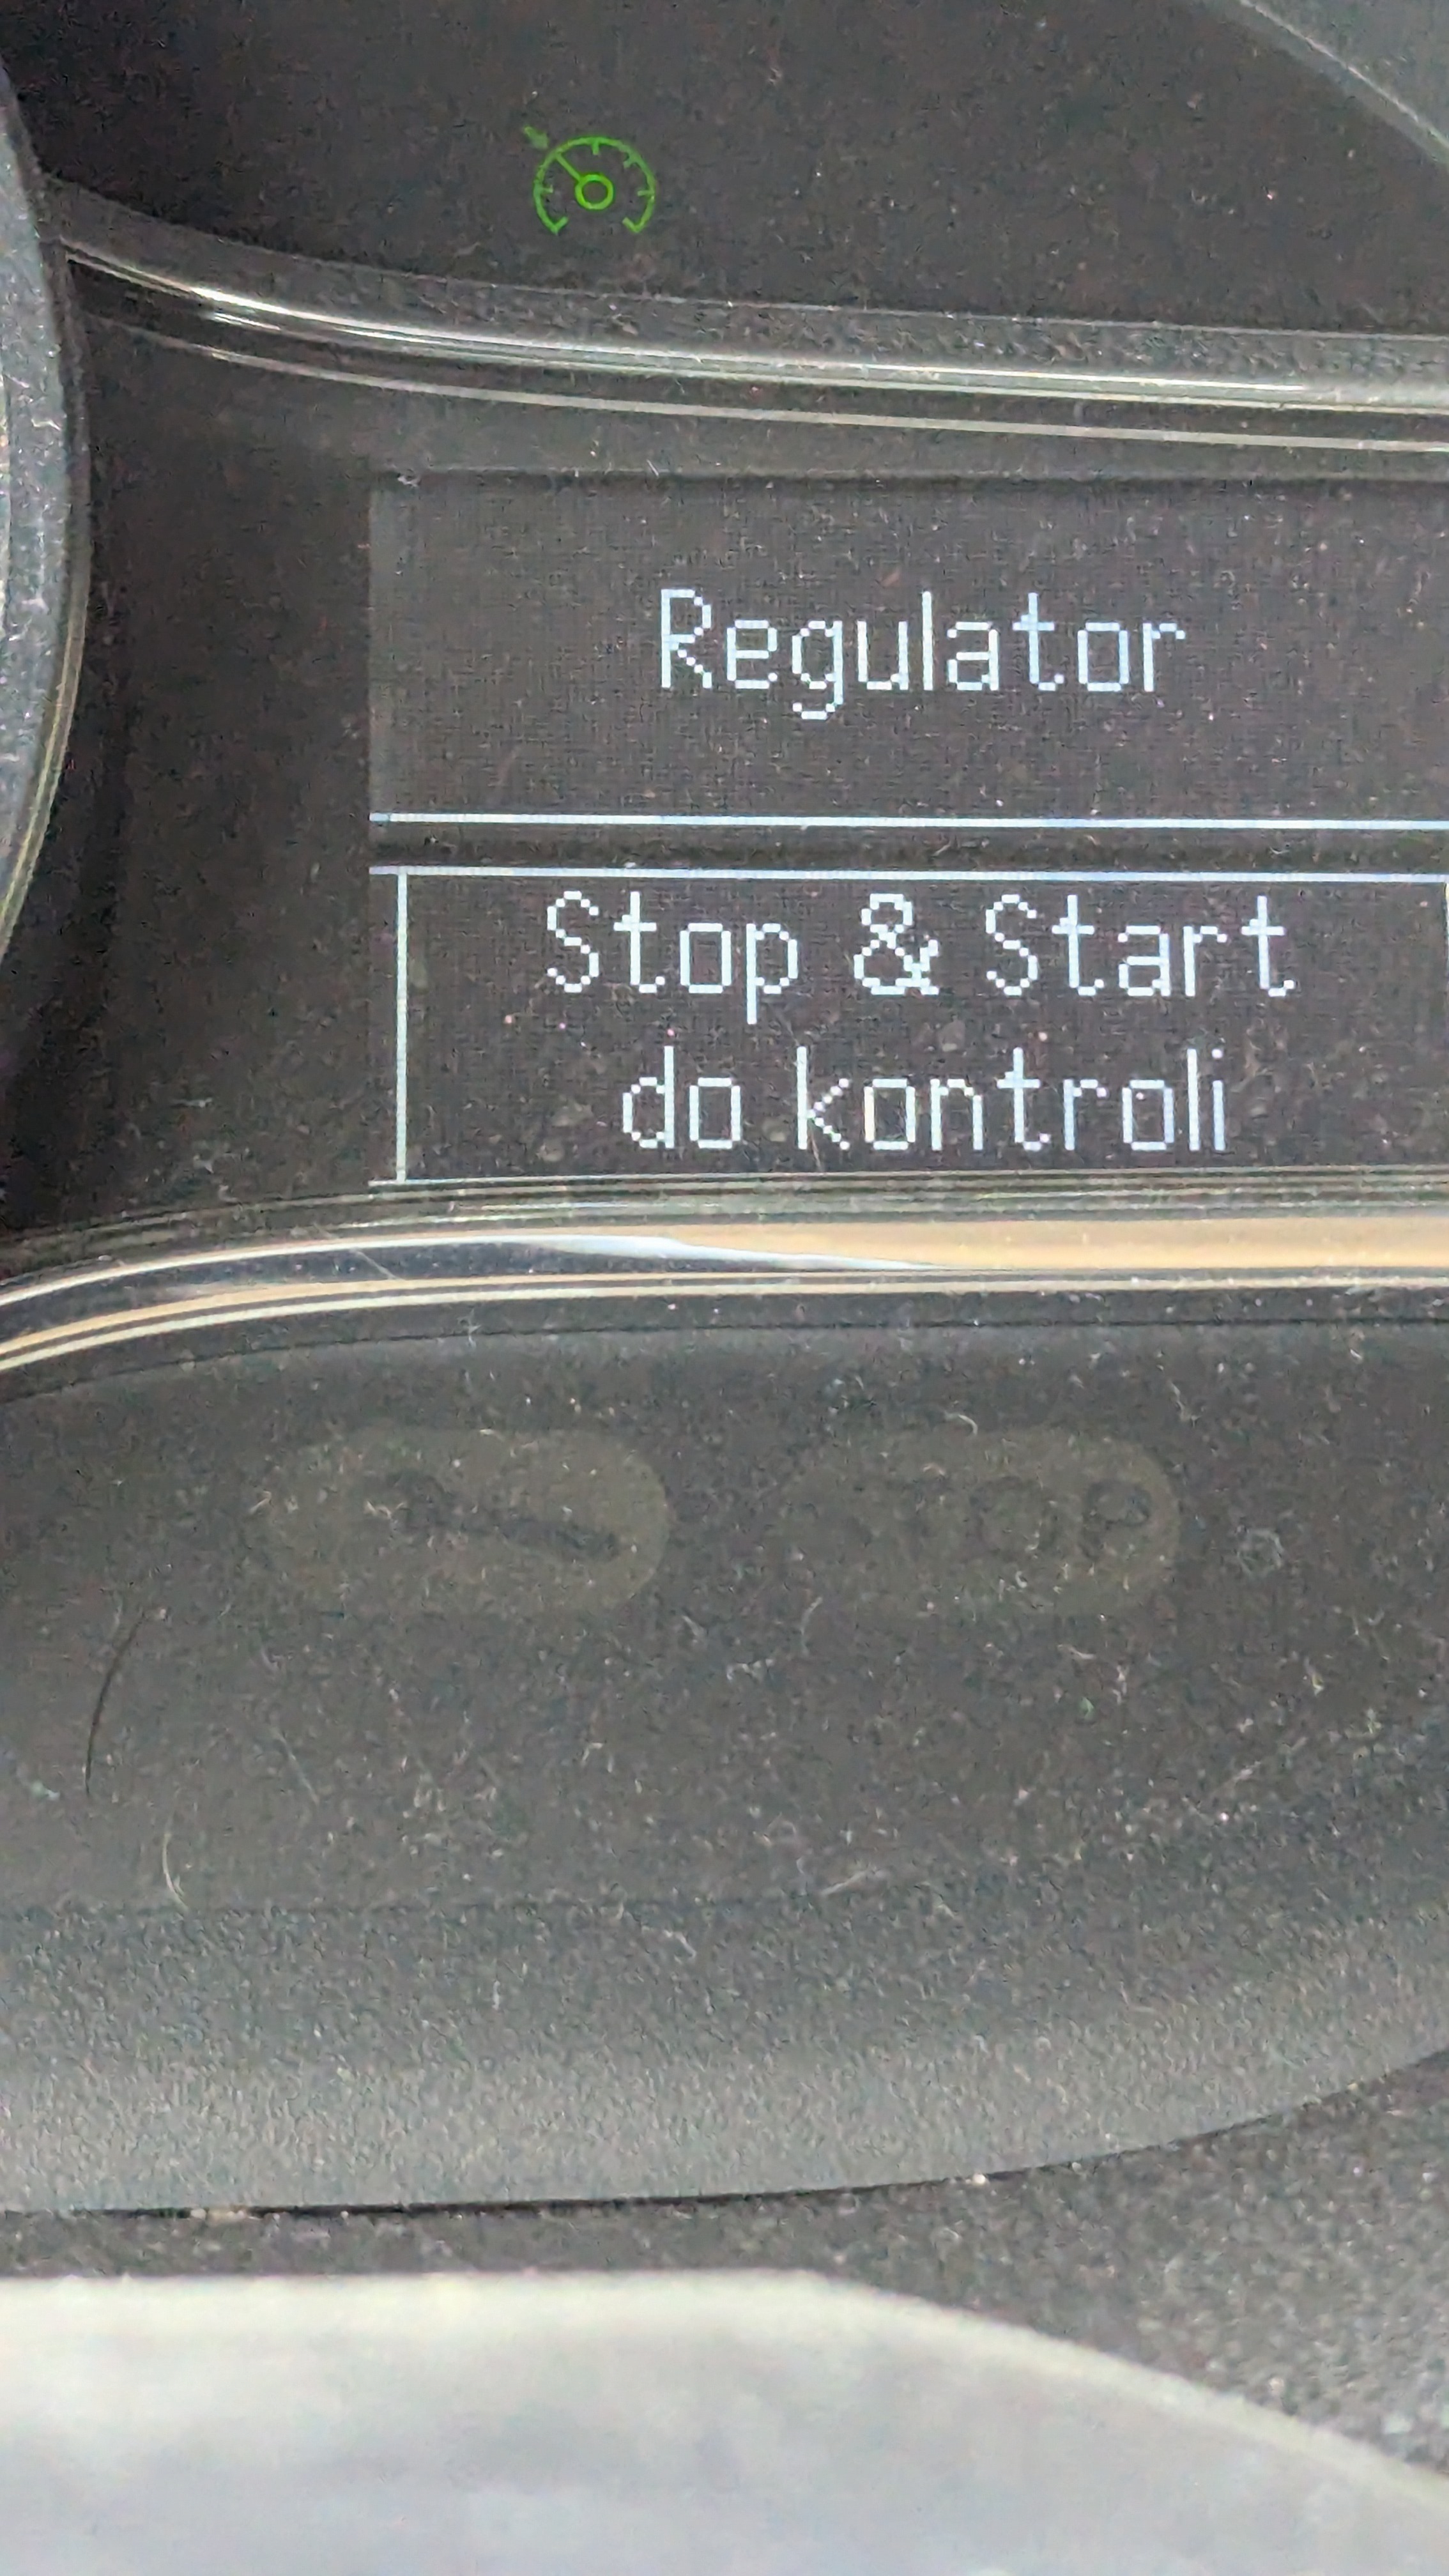 Regulator
Stop & Start
do kontroli